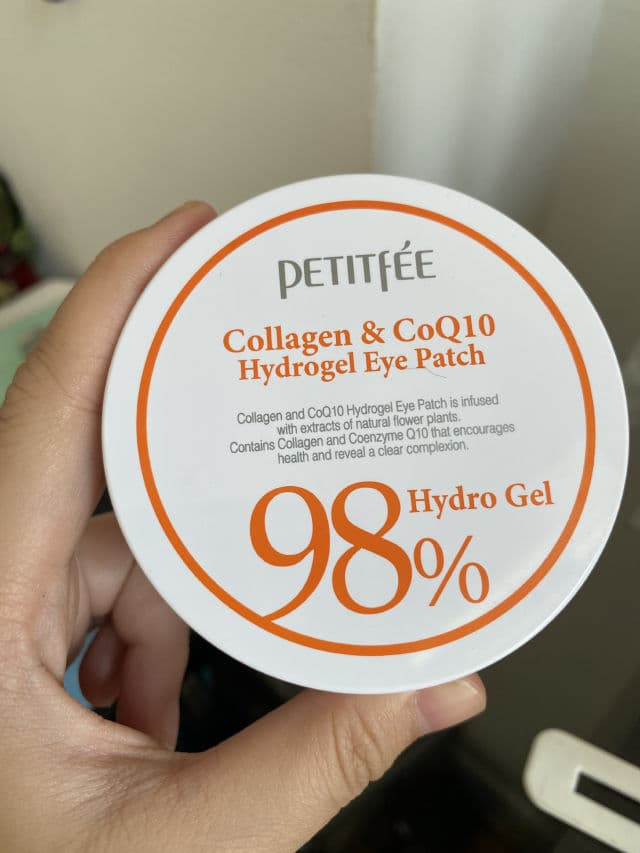 PETITFÉE
Collagen & CoQ10
Hydrogel Eye Patch
Collagen and CoQ10 Hydrogel Eye Patch is infused
with extracts of natural flower plants.
Contains Collagen and Coenzyme Q10 that encourages
health and reveal a clear complexion.
98% Hydro Gel